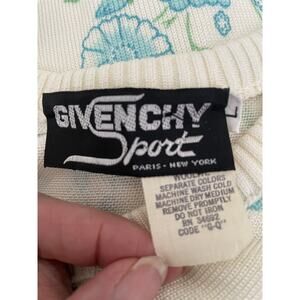 GIVENCHY
Sport
PARIS - NEW YORK
L
SEPARATE COLORS
MACHINE WASH COLD
MACHINE DRY MEDIUM
REMOVE PROMPTLY
DO NOT IRON
RN 34692
CODE "G-Q"